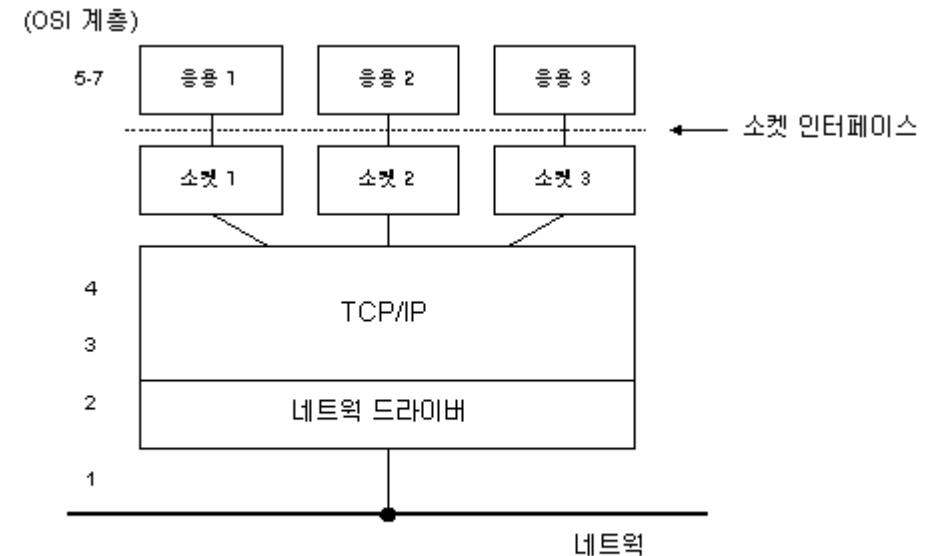 (OSI 계층)
5-7 응용 1 응용 2 응용 3
소켓 인터페이스
소켓 1 소켓 2 소켓 3
4
TCP/IP
3
2 네트웍 드라이버
1
네트웍